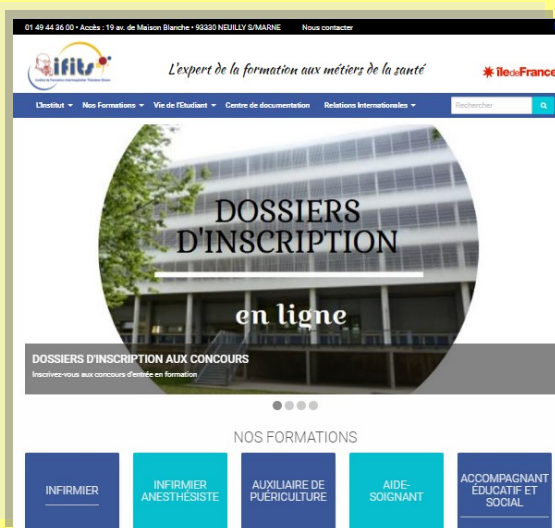 01 49 44 36 00 • Accès : 19 av. de Maison Blanche • 93330 NEUILLY S/MARNE Nous contacter
ifits
L'expert de la formation aux métiers de la santé
îledeFrance
L'Institut Nos Formations Vie de l'Etudiant Centre de documentation Relations Internationales Rechercher
DOSSIERS
D'INSCRIPTION
en ligne
DOSSIERS D'INSCRIPTION AUX CONCOURS
Inscrivez-vous aux concours d'entrée en formation
NOS FORMATIONS
INFIRMIER
INFIRMIER
ANESTHÉSISTE
AUXILIAIRE DE
PUÉRICULTURE
AIDE-
SOIGNANT
ACCOMPAGNANT
ÉDUCATIF ET
SOCIAL